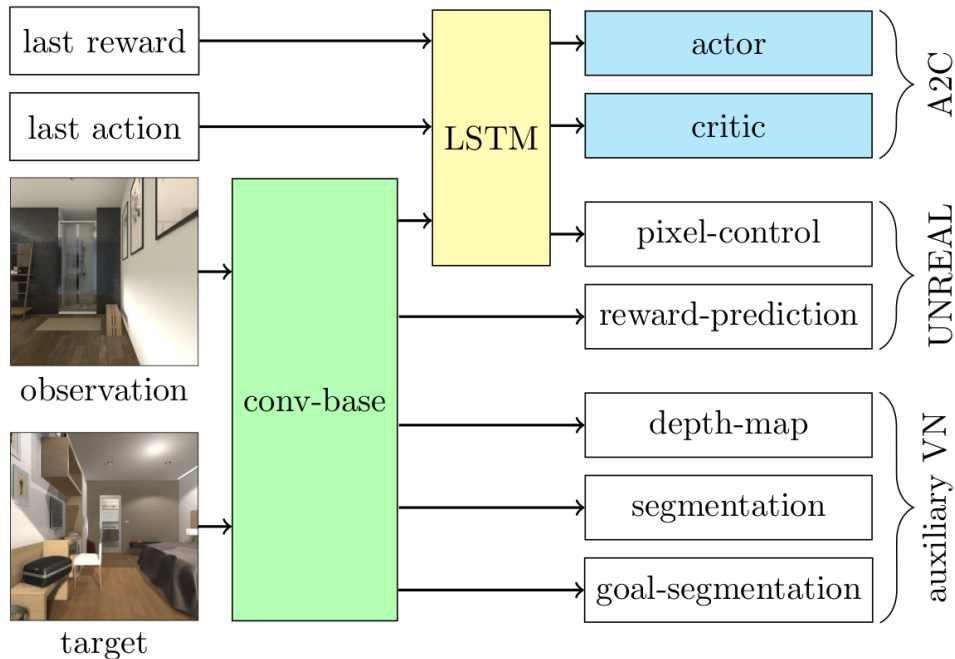 last reward
last action
observation
target
conv-base
LSTM
actor
critic
pixel-control
reward-prediction
depth-map
segmentation
goal-segmentation
A2C
UNREAL
auxiliary VN